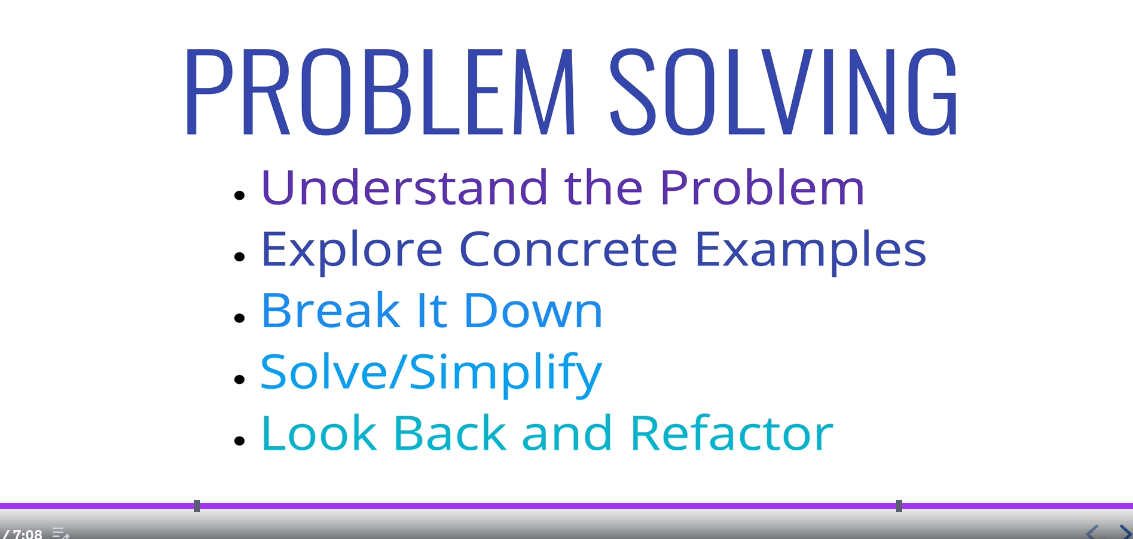 PROBLEM SOLVING
• Understand the Problem
• Explore Concrete Examples
• Break It Down
• Solve/Simplify
• Look Back and Refactor
/ 7:08